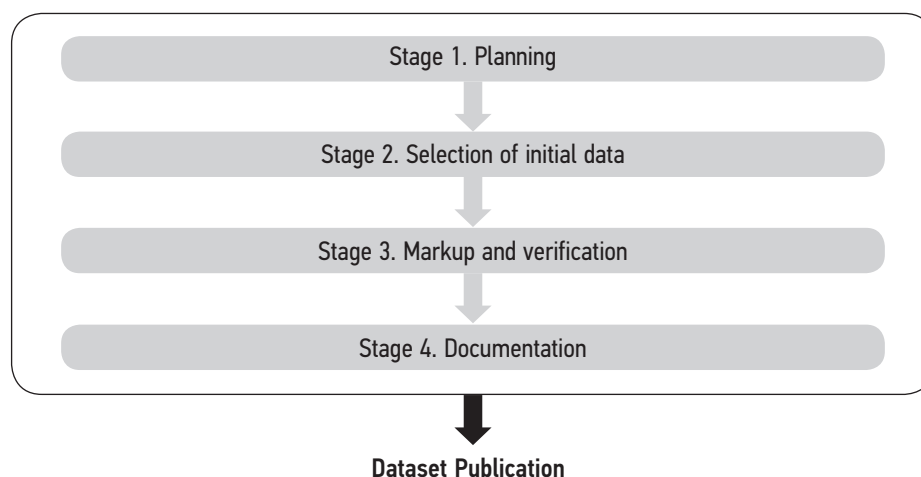 Stage 1. Planning
Stage 2. Selection of initial data
Stage 3. Markup and verification
Stage 4. Documentation
Dataset Publication